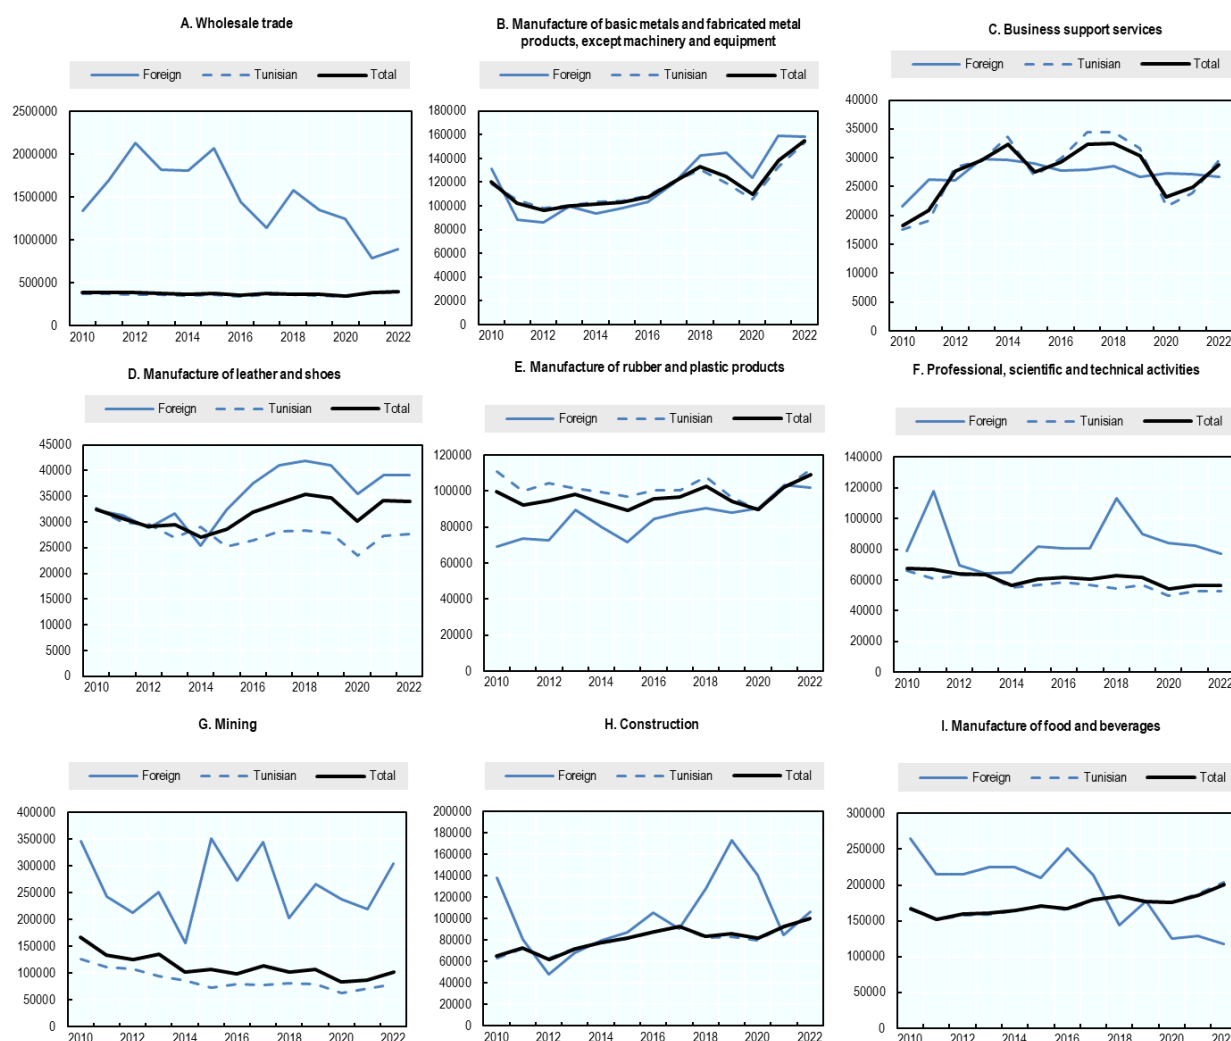 A. Wholesale trade
Foreign Tunisian Total
2500000
2000000
1500000
1000000
500000
0
2010 2012 2014 2016 2018 2020 2022
B. Manufacture of basic metals and fabricated metal
products, except machinery and equipment
Foreign Tunisian Total
180000
160000
140000
120000
100000
80000
60000
40000
20000
0
2010 2012 2014 2016 2018 2020 2022
C. Business support services
Foreign Tunisian Total
40000
35000
30000
25000
20000
15000
10000
5000
0
2010 2012 2014 2016 2018 2020 2022
D. Manufacture of leather and shoes
Foreign Tunisian Total
45000
40000
35000
30000
25000
20000
15000
10000
5000
0
2010 2012 2014 2016 2018 2020 2022
E. Manufacture of rubber and plastic products
Foreign Tunisian Total
120000
100000
80000
60000
40000
20000
0
2010 2012 2014 2016 2018 2020 2022
F. Professional, scientific and technical activities
Foreign Tunisian Total
140000
120000
100000
80000
60000
40000
20000
0
2010 2012 2014 2016 2018 2020 2022
G. Mining
Foreign Tunisian Total
400000
350000
300000
250000
200000
150000
100000
50000
0
2010 2012 2014 2016 2018 2020 2022
H. Construction
Foreign Tunisian Total
200000
180000
160000
140000
120000
100000
80000
60000
40000
20000
0
2010 2012 2014 2016 2018 2020 2022
I. Manufacture of food and beverages
Foreign Tunisian Total
300000
250000
200000
150000
100000
50000
0
2010 2012 2014 2016 2018 2020